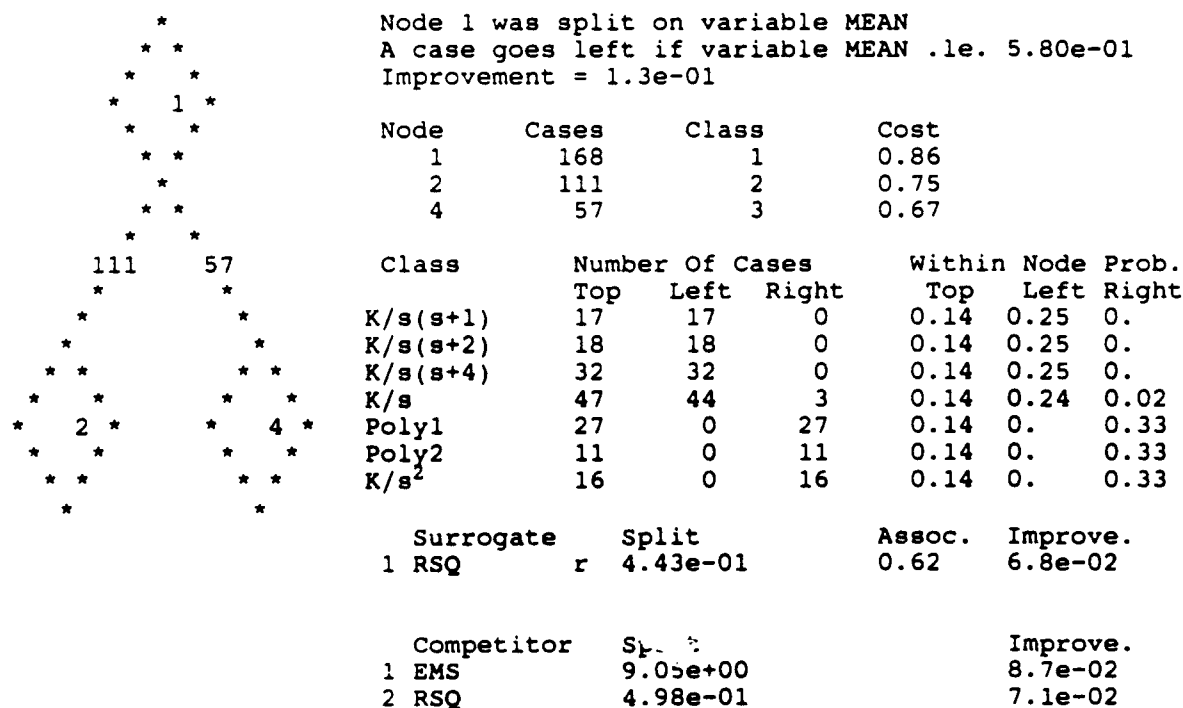 Node 1 was split on variable MEAN
A case goes left if variable MEAN .le. 5.80e-01
Improvement = 1.3e-01
1
Node Cases Class Cost
1 168 1 0.86
2 111 2 0.75
4 57 3 0.67
111 57
Class Number Of Cases Within Node Prob.
Top Left Right Top Left Right
K/s(s+1) 17 17 0 0.14 0.25 0.
K/s(s+2) 18 18 0 0.14 0.25 0.
K/s(s+4) 32 32 0 0.14 0.25 0.
K/s 47 44 3 0.14 0.24 0.02
2 4
Poly1 27 0 27 0.14 0. 0.33
Poly2 11 0 11 0.14 0. 0.33
K/s² 16 0 16 0.14 0. 0.33
Surrogate Split Assoc. Improve.
1 RSQ r 4.43e-01 0.62 6.8e-02
Competitor Improve.
1 EMS 9.05e+00 8.7e-02
2 RSQ 4.98e-01 7.1e-02